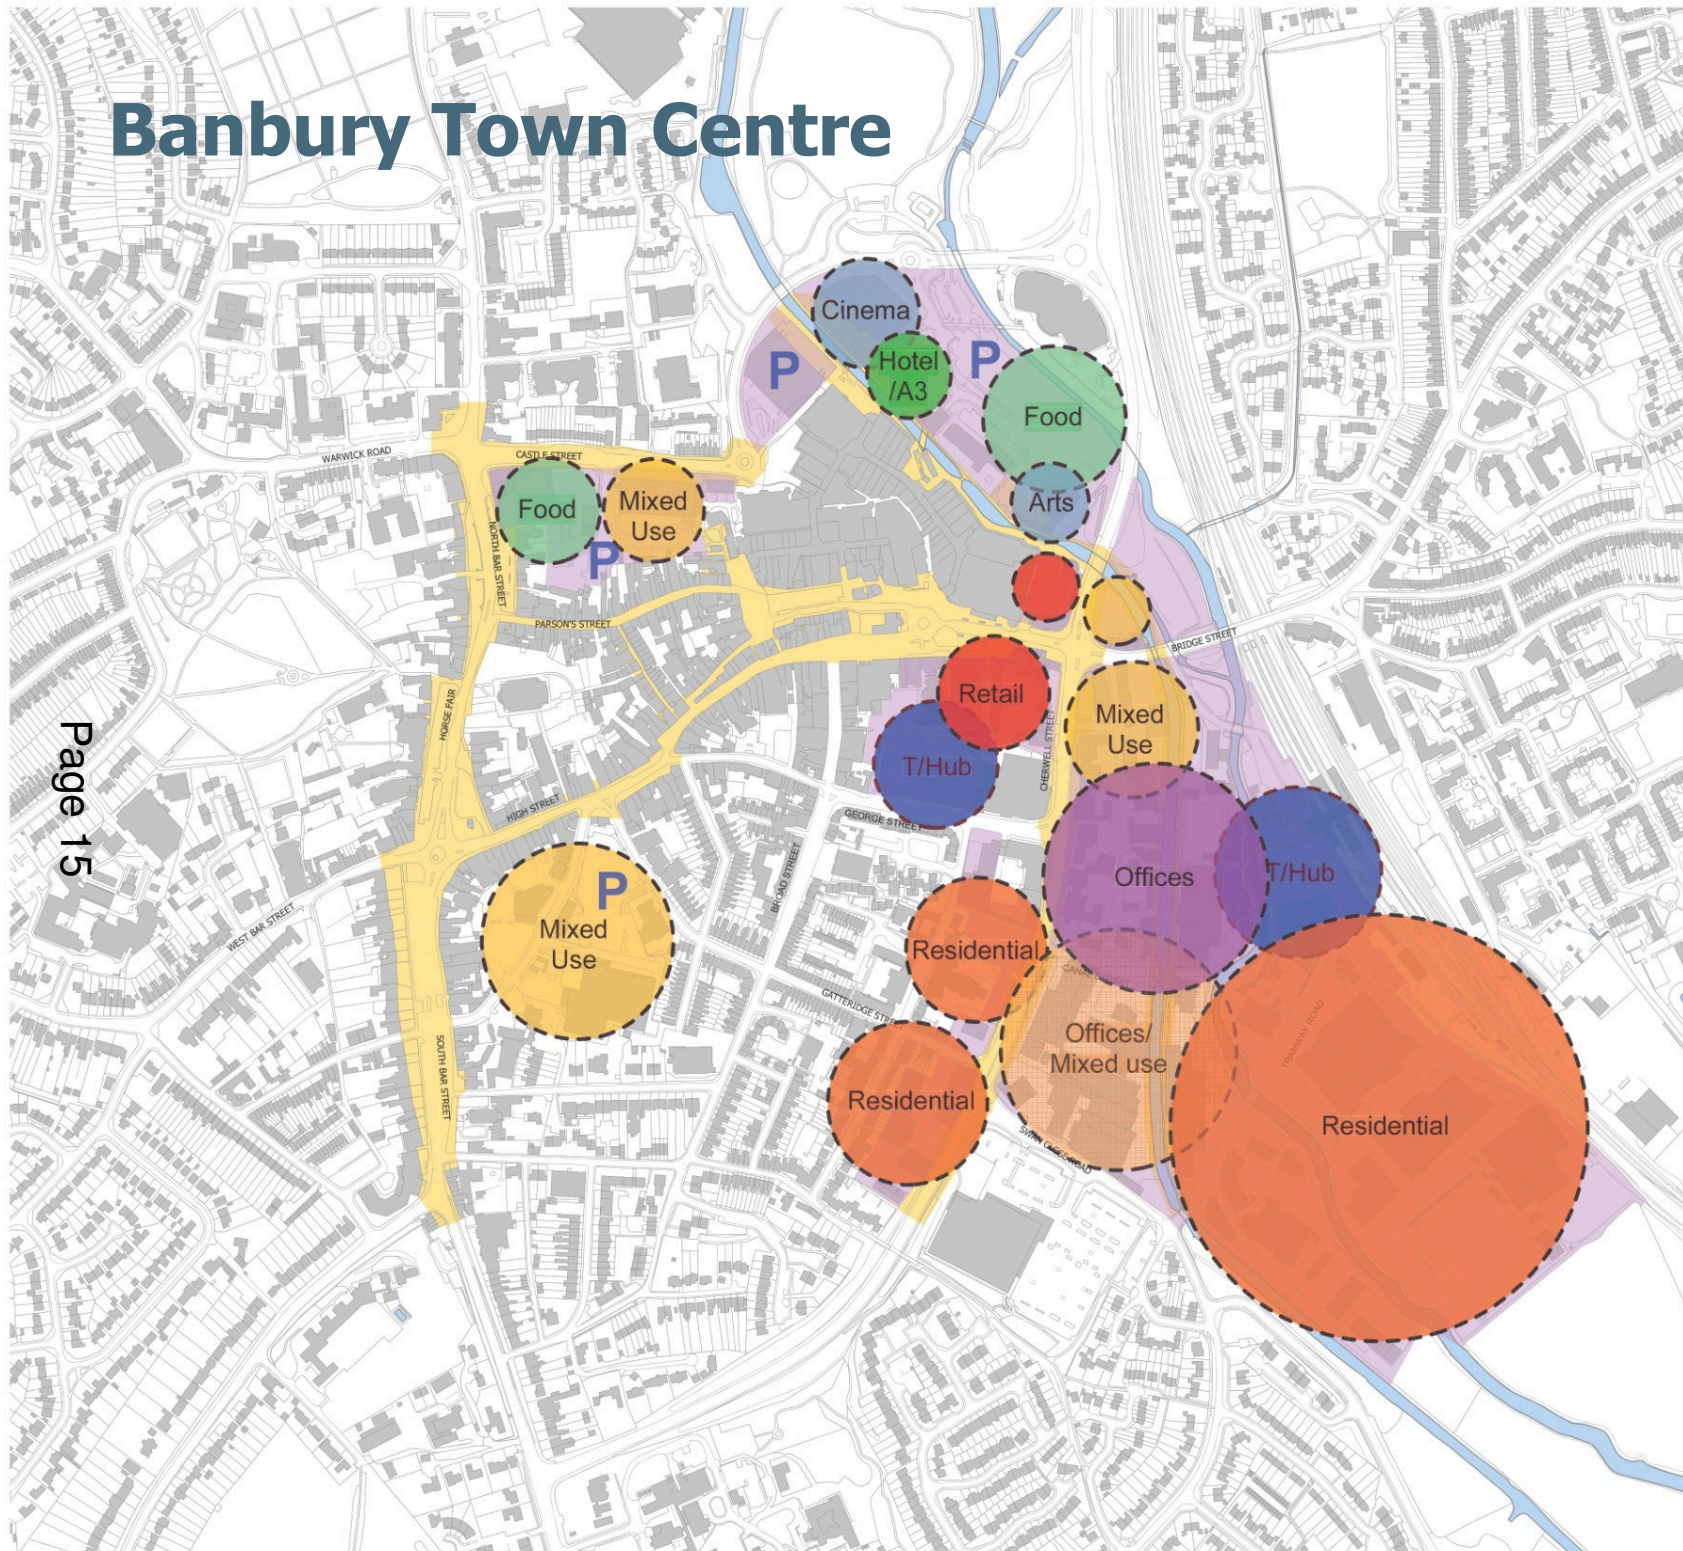 Banbury Town Centre
Cinema
Hotel
/A3
P
P
Food
Arts
WARWICK ROAD
CASTLE STREET
Food
Mixed
Use
P
NORTH BAR STREET
PARSON'S STREET
BRIDGE STREET
HORSE FAIR
Retail
Mixed
Use
T/Hub
CHERWELL STREET
Page 15
HIGH STREET
GEORGE STREET
BROAD STREET
Offices
T/Hub
P
Mixed
Use
WEST BAR STREET
Residential
GATTERIDGE STREET
Offices/
Mixed use
TRAMWAY ROAD
SOUTH BAR STREET
Residential
SWAN CLOSE ROAD
Residential